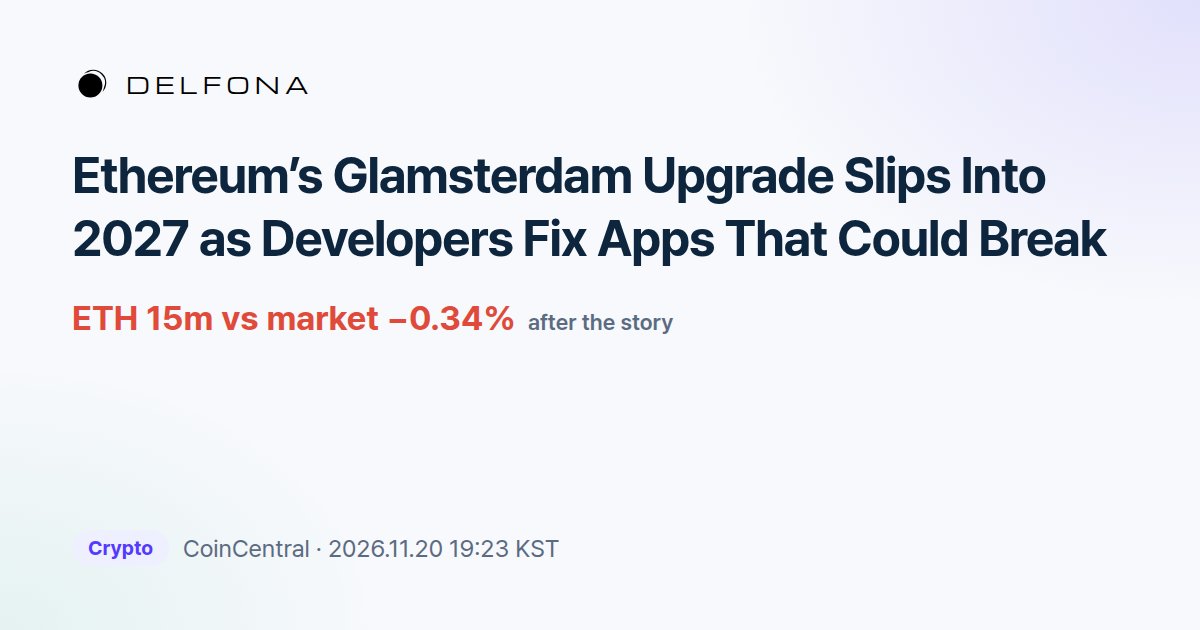 DELFONA
Ethereum’s Glamsterdam Upgrade Slips Into
2027 as Developers Fix Apps That Could Break
ETH 15m vs market −0.34% after the story
Crypto CoinCentral · 2026.11.20 19:23 KST